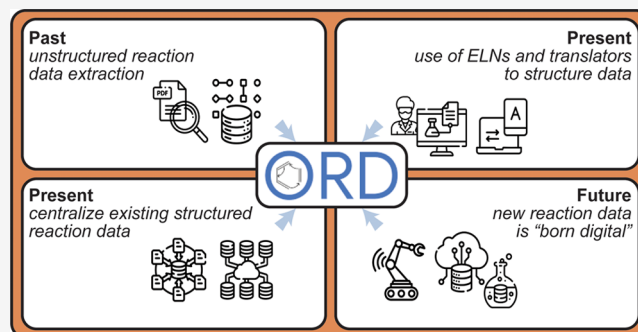 Past
unstructured reaction
data extraction
PDF
Present
use of ELNs and translators
to structure data
A
ORD
Present
centralize existing structured
reaction data
Future
new reaction data
is “born digital”